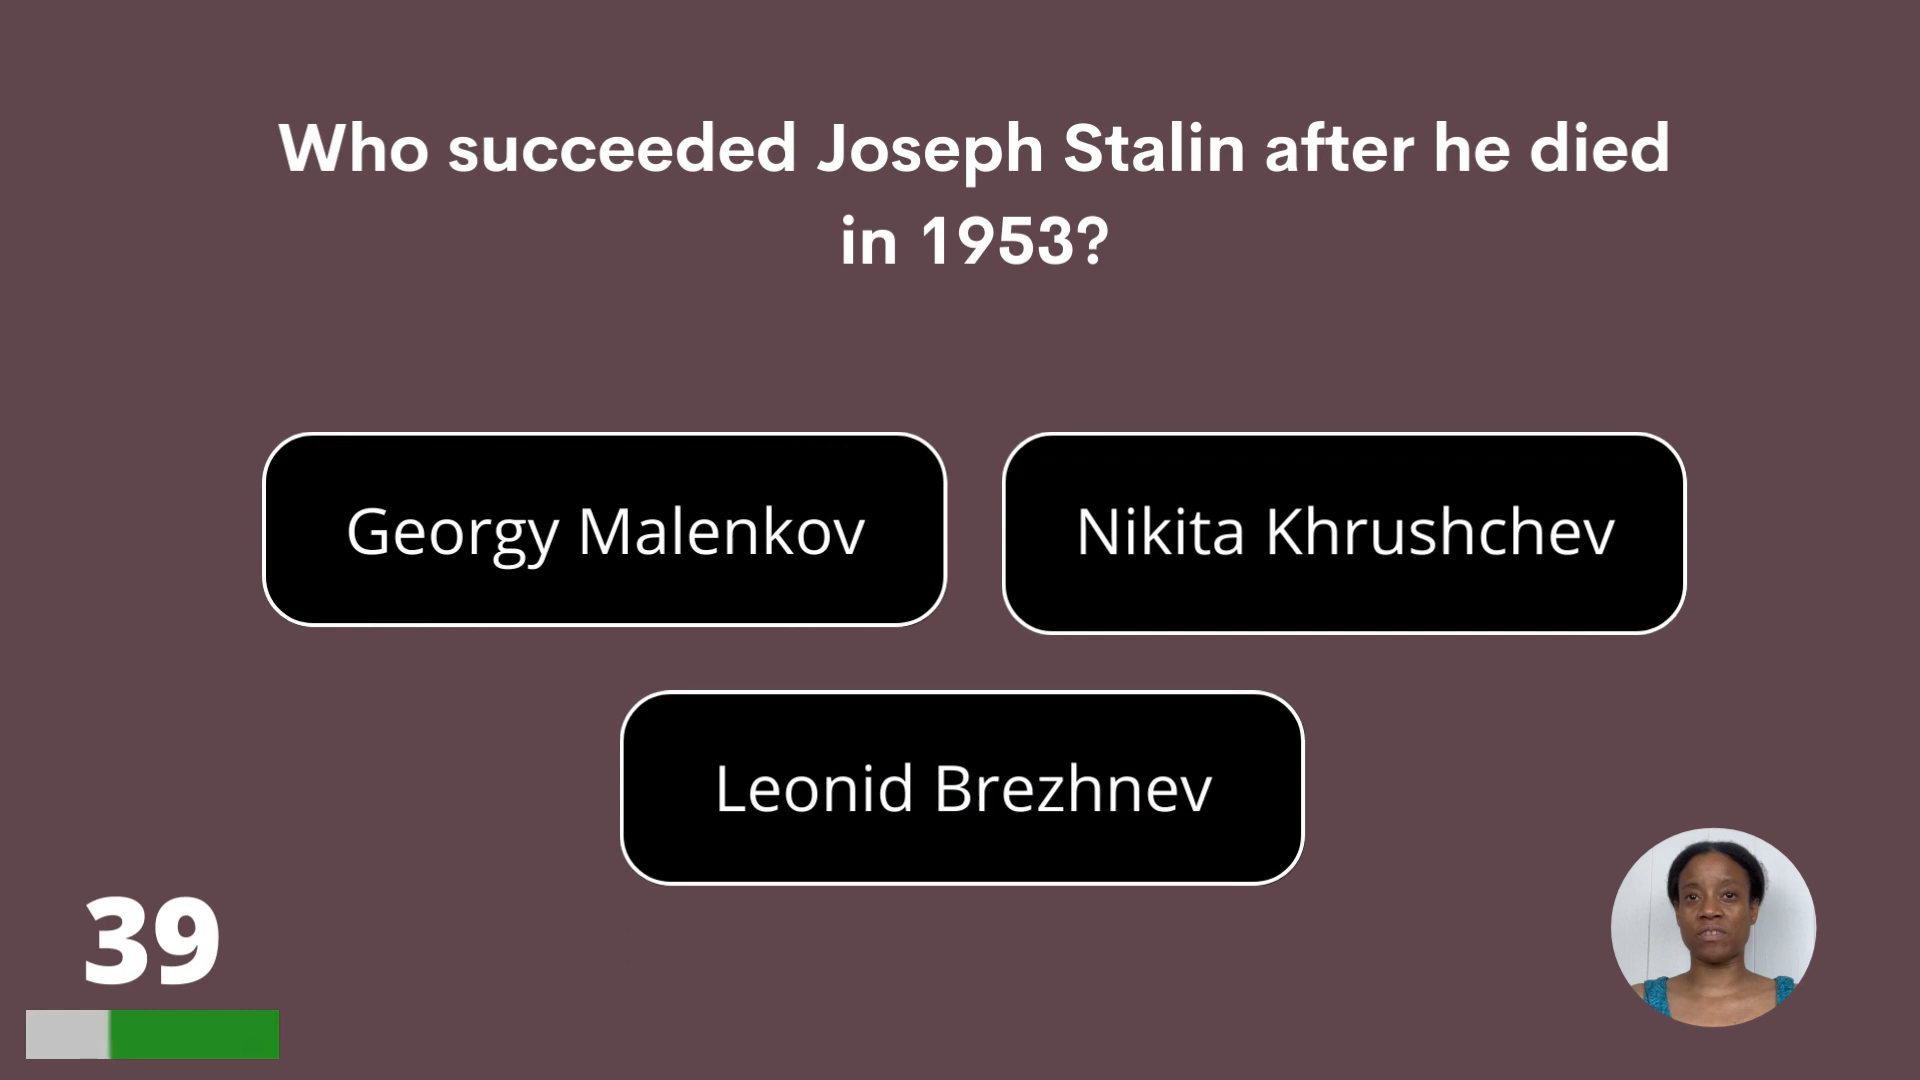 Who succeeded Joseph Stalin after he died
in 1953?
Georgy Malenkov
Nikita Khrushchev
Leonid Brezhnev
39